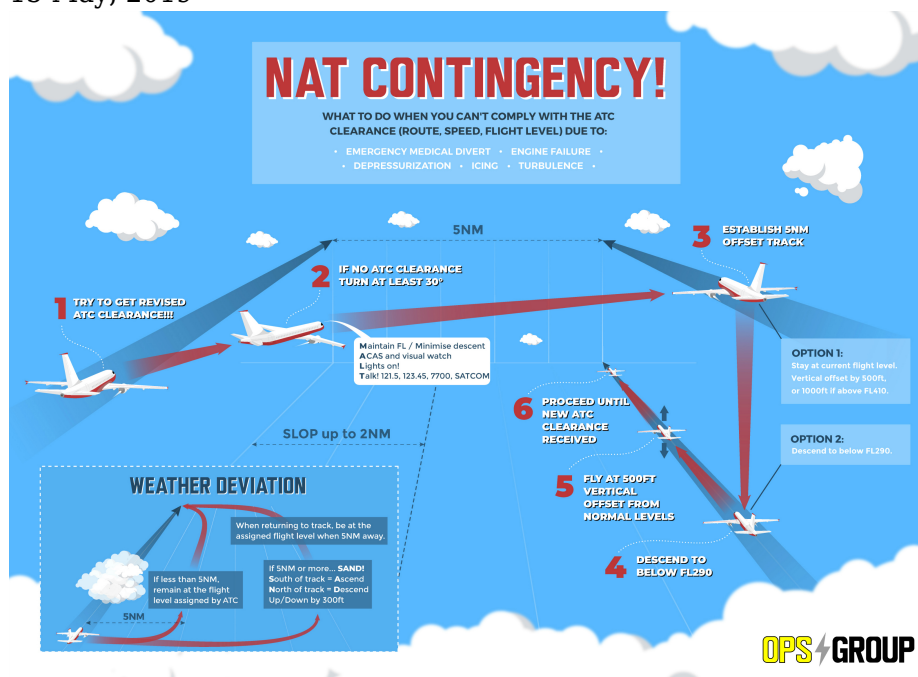 NAT CONTINGENCY!
WHAT TO DO WHEN YOU CAN'T COMPLY WITH THE ATC
CLEARANCE (ROUTE, SPEED, FLIGHT LEVEL) DUE TO:
• EMERGENCY MEDICAL DIVERT • ENGINE FAILURE •
• DEPRESSURIZATION • ICING • TURBULENCE •
5NM
3 ESTABLISH 5NM
OFFSET TRACK
2 IF NO ATC CLEARANCE
TURN AT LEAST 30°
1 TRY TO GET REVISED
ATC CLEARANCE!!!
Maintain FL / Minimise descent
ACAS and visual watch
Lights on!
Talk! 121.5, 123.45, 7700, SATCOM
OPTION 1:
Stay at current flight level.
Vertical offset by 500ft,
or 1000ft if above FL410.
6 PROCEED UNTIL
NEW ATC
CLEARANCE
RECEIVED
SLOP up to 2NM
OPTION 2:
Descend to below FL290.
5 FLY AT 500FT
VERTICAL
OFFSET FROM
NORMAL LEVELS
4 DESCEND TO
BELOW FL290
WEATHER DEVIATION
When returning to track, be at the
assigned flight level when 5NM away.
If less than 5NM,
remain at the flight
level assigned by ATC
If 5NM or more... SAND!
South of track = Ascend
North of track = Descend
Up/Down by 300ft
5NM
OPS GROUP